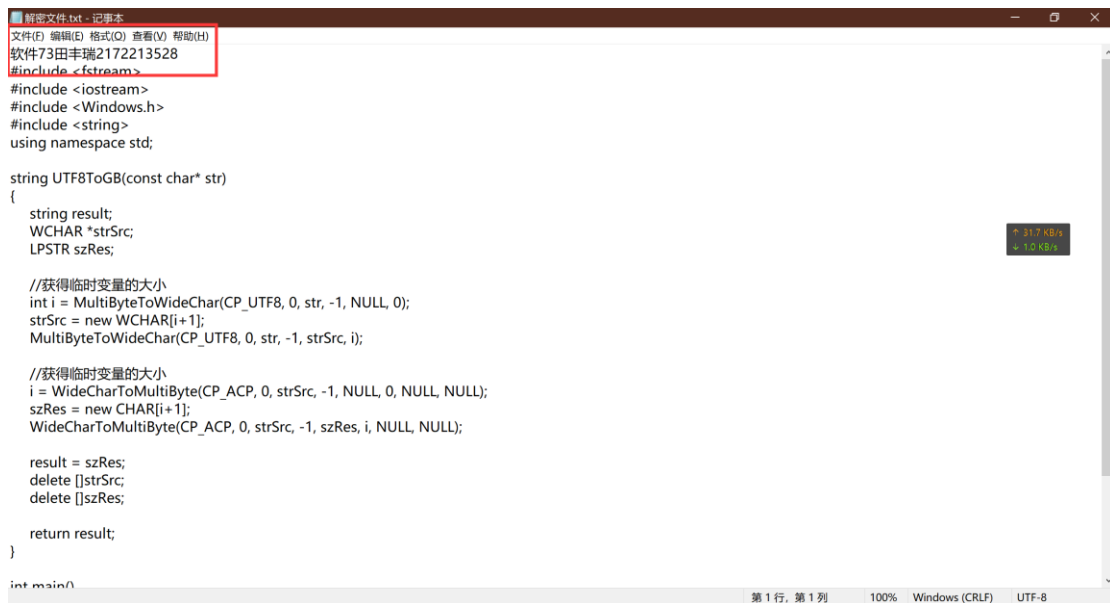 解密文件.txt - 记事本
文件(F) 编辑(E) 格式(O) 查看(V) 帮助(H)
软件73田丰瑞2172213528
#include <fstream>
#include <iostream>
#include <Windows.h>
#include <string>
using namespace std;
string UTF8ToGB(const char* str)
{
string result;
WCHAR *strSrc;
LPSTR szRes;
↑ 31.7 KB/s
↓ 1.0 KB/s
//获得临时变量的大小
int i = MultiByteToWideChar(CP_UTF8, 0, str, -1, NULL, 0);
strSrc = new WCHAR[i+1];
MultiByteToWideChar(CP_UTF8, 0, str, -1, strSrc, i);
//获得临时变量的大小
i = WideCharToMultiByte(CP_ACP, 0, strSrc, -1, NULL, 0, NULL, NULL);
szRes = new CHAR[i+1];
WideCharToMultiByte(CP_ACP, 0, strSrc, -1, szRes, i, NULL, NULL);
result = szRes;
delete []strSrc;
delete []szRes;
return result;
}
int main()
第 1 行，第 1 列 100% Windows (CRLF) UTF-8